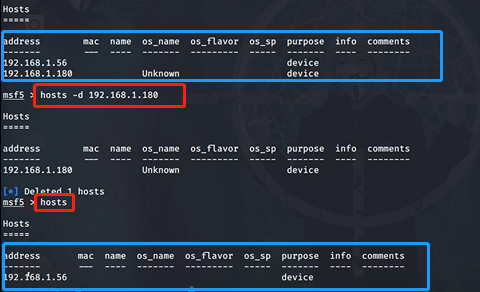 Hosts
=====
address mac name os_name os_flavor os_sp purpose info comments
------- --- ---- ------- --------- ----- ------- ---- --------
192.168.1.56 device
192.168.1.180 Unknown device
msf5 > hosts -d 192.168.1.180
Hosts
=====
address mac name os_name os_flavor os_sp purpose info comments
------- --- ---- ------- --------- ----- ------- ---- --------
192.168.1.180 Unknown device
[*] Deleted 1 hosts
msf5 > hosts
Hosts
=====
address mac name os_name os_flavor os_sp purpose info comments
------- --- ---- ------- --------- ----- ------- ---- --------
192.168.1.56 device